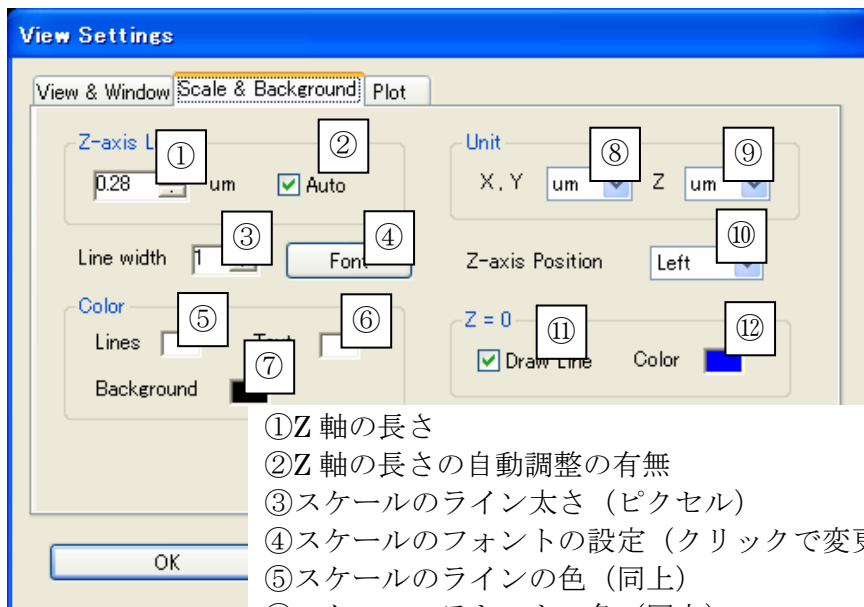 View Settings
View & Window Scale & Background Plot
Z-axis L ① ②
0.28 um Auto
Unit ⑧ ⑨
X, Y um Z um
Line width 1 ③ Font ④
Z-axis Position Left ⑩
Color ⑤ ⑥
Lines
Background ⑦
Z = 0 ⑪ ⑫
Draw Line Color
①Z 軸の長さ
②Z 軸の長さの自動調整の有無
③スケールのライン太さ（ピクセル）
④スケールのフォントの設定（クリックで変更
⑤スケールのラインの色（同上）
OK